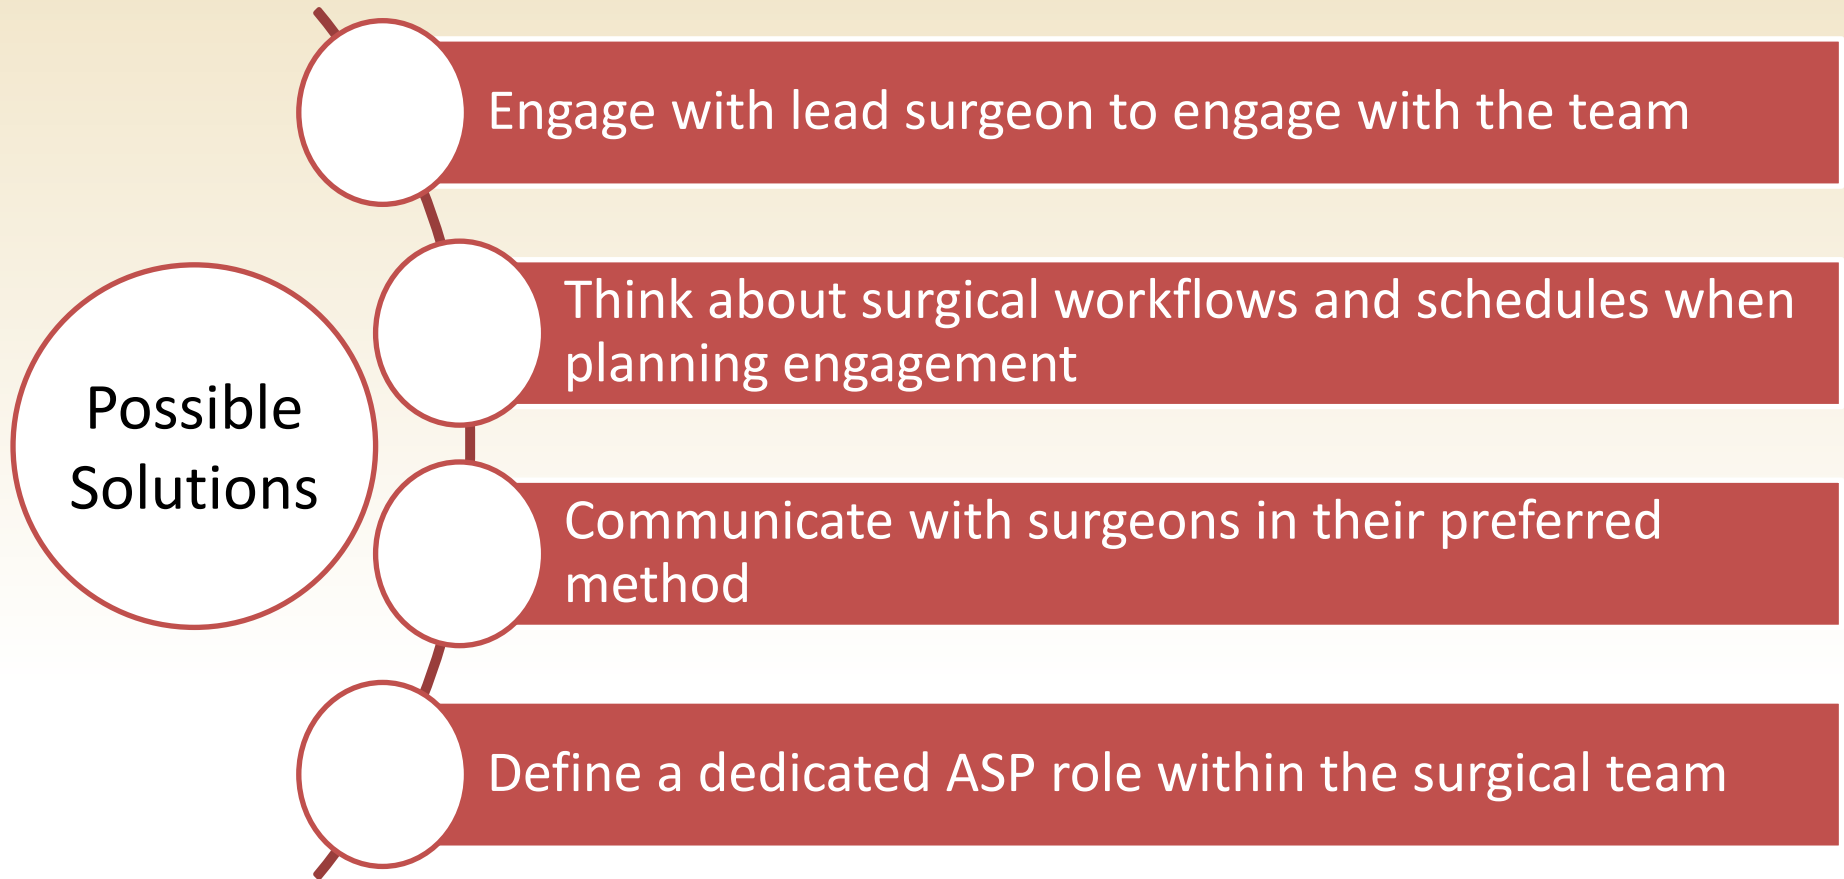 Engage with lead surgeon to engage with the team
Think about surgical workflows and schedules when
planning engagement
Possible
Solutions
Communicate with surgeons in their preferred
method
Define a dedicated ASP role within the surgical team